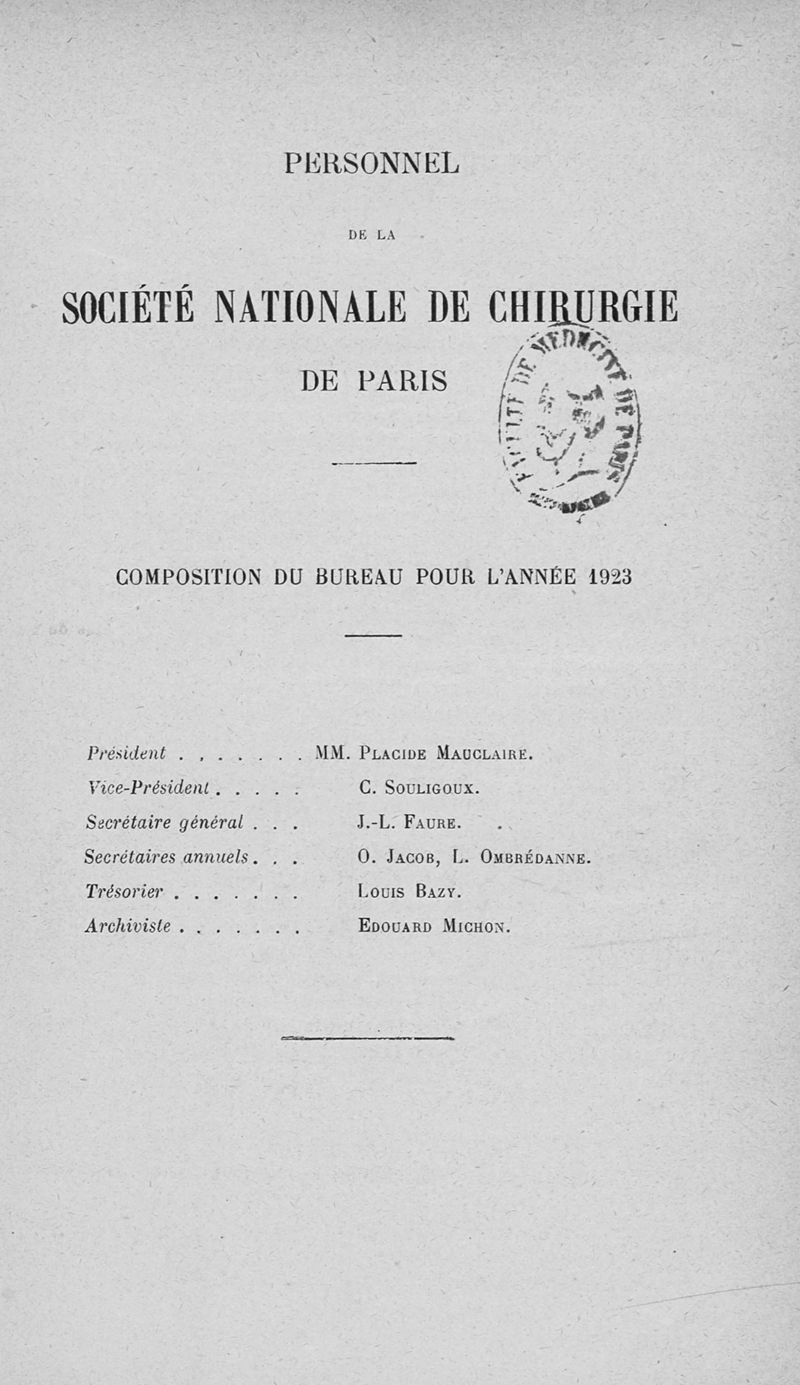 PERSONNEL
DE LA
SOCIÉTÉ NATIONALE DE CHIRURGIE
DE PARIS
COMPOSITION DU BUREAU POUR L'ANNÉE 1923
Président . . . . . . . MM. PLACIDE MAUCLAIRE.
Vice-Président . . . . . C. SOULIGOUX.
Secrétaire général . . . J.-L. FAURE.
Secrétaires annuels . . . O. JACOB, L. OMBRÉDANNE.
Trésorier . . . . . . . LOUIS BAZY.
Archiviste . . . . . . . EDOUARD MICHON.